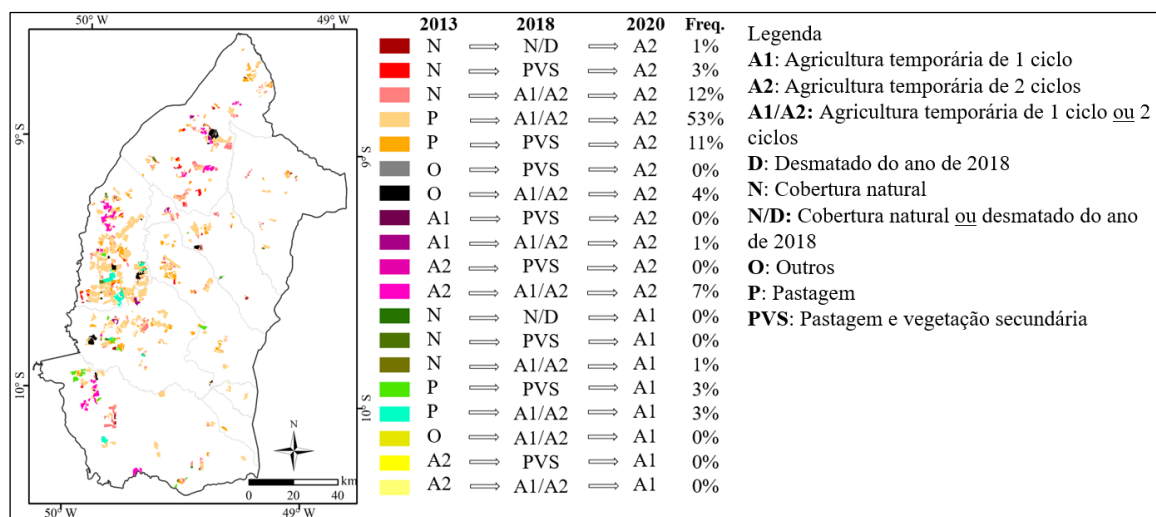 50° W
49° W
9° S
9° S
10° S
10° S
N
0 20 40
km
50° W
49° W
2013 2018 2020 Freq.
N N/D A2 1%
N PVS A2 3%
N A1/A2 A2 12%
P A1/A2 A2 53%
P PVS A2 11%
O PVS A2 0%
O A1/A2 A2 4%
A1 PVS A2 0%
A1 A1/A2 A2 1%
A2 PVS A2 0%
A2 A1/A2 A2 7%
N N/D A1 0%
N PVS A1 0%
N A1/A2 A1 1%
P PVS A1 3%
P A1/A2 A1 3%
O A1/A2 A1 0%
A2 PVS A1 0%
A2 A1/A2 A1 0%
Legenda
A1: Agricultura temporária de 1 ciclo
A2: Agricultura temporária de 2 ciclos
A1/A2: Agricultura temporária de 1 ciclo ou 2
ciclos
D: Desmatado do ano de 2018
N: Cobertura natural
N/D: Cobertura natural ou desmatado do ano
de 2018
O: Outros
P: Pastagem
PVS: Pastagem e vegetação secundária